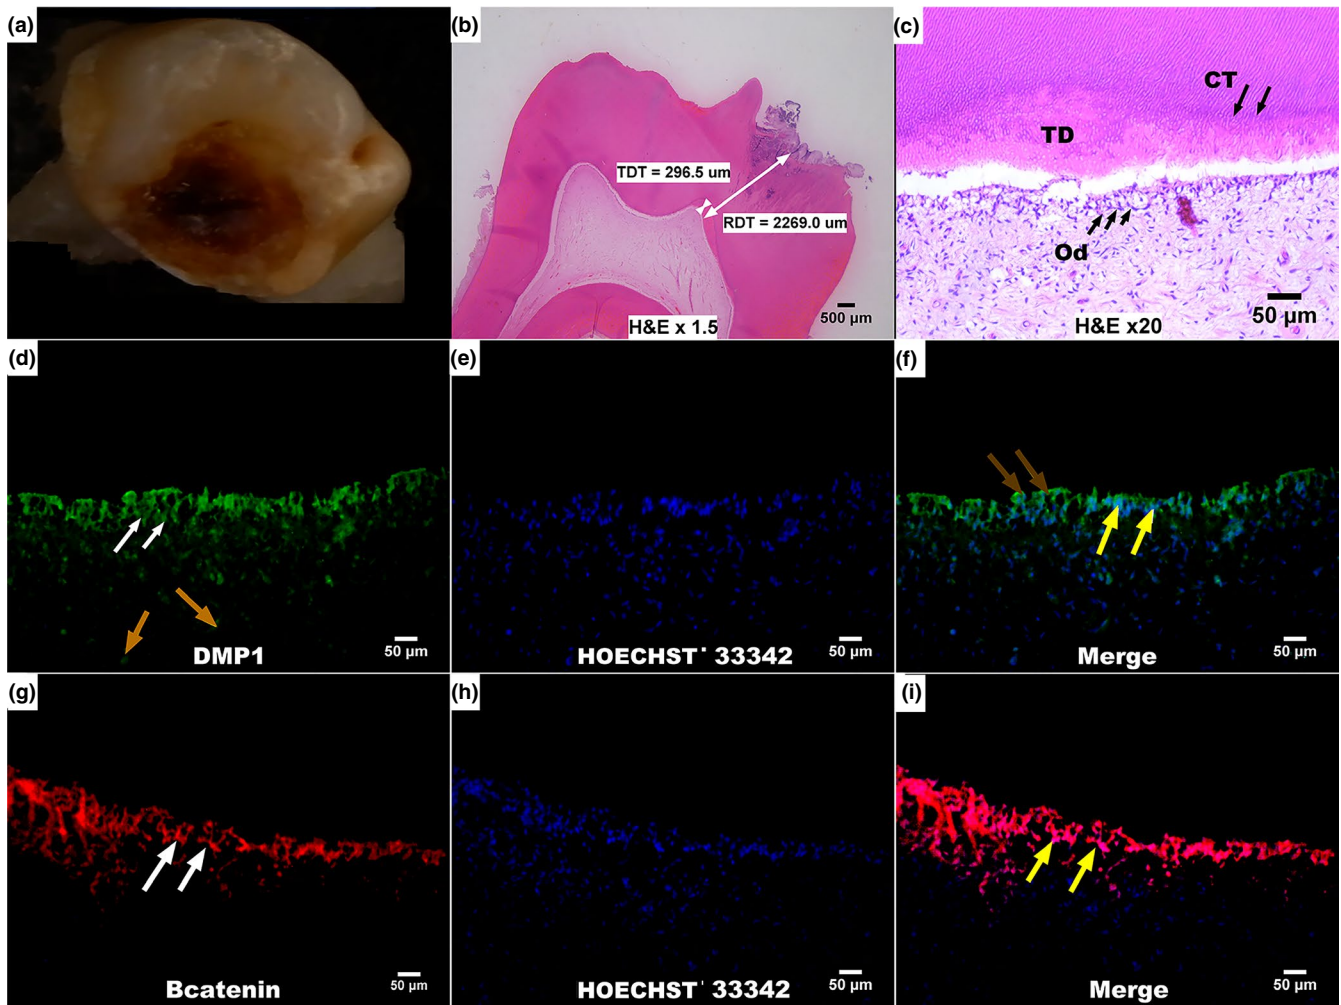 (a)
(b)
TDT = 296.5 um
RDT = 2269.0 um
500 µm
H&E x 1.5
(c)
CT
TD
Od
50 µm
H&E x20
(d)
50 µm
DMP1
(e)
50 µm
HOECHST 33342
(f)
50 µm
Merge
(g)
50 µm
Bcatenin
(h)
50 µm
HOECHST 33342
(i)
50 µm
Merge